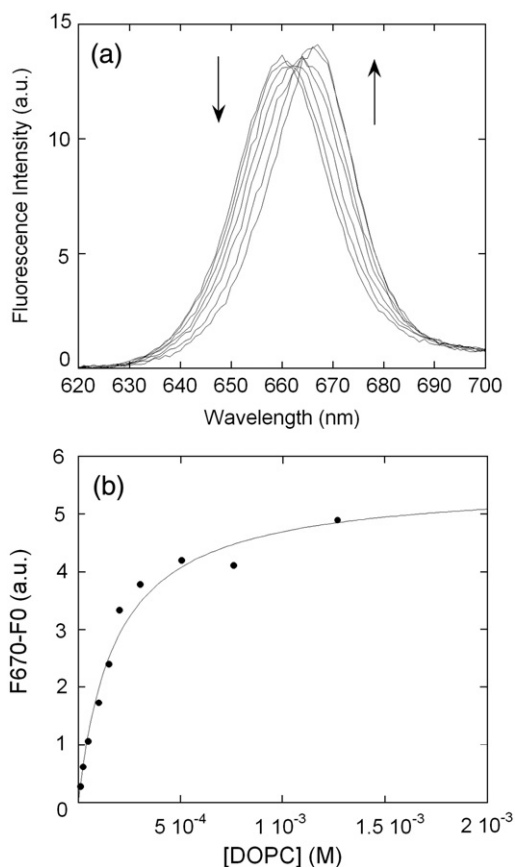 (a)
Fluorescence Intensity (a.u.)
15
10
5
0
620 630 640 650 660 670 680 690 700
Wavelength (nm)
(b)
F670-F0 (a.u.)
6
5
4
3
2
1
0
5 10⁻⁴ 1 10⁻³ 1.5 10⁻³ 2 10⁻³
[DOPC] (M)